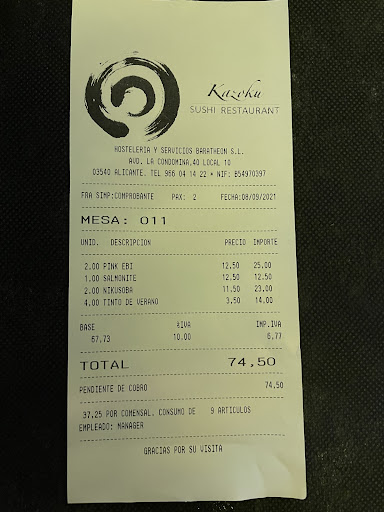 Kazoku
SUSHI RESTAURANT
HOSTELERIA Y SERVICIOS BARATHEON S.L.
AVD. LA CONDOMINA,40 LOCAL 10
03540 ALICANTE. TEL 966 04 14 22 • NIF: B54970397
FRA SIMP:COMPROBANTE PAX: 2 FECHA:08/09/2021
MESA: 011
UNID. DESCRIPCION PRECIO IMPORTE
2.00 PINK EBI 12.50 25.00
1.00 SALMONITE 12.50 12.50
2.00 NIKUSOBA 11.50 23.00
4.00 TINTO DE VERANO 3.50 14.00
BASE %IVA IMP.IVA
67,73 10.00 6,77
TOTAL 74,50
PENDIENTE DE COBRO 74,50
37.25 POR COMENSAL. CONSUMO DE 9 ARTICULOS
EMPLEADO: MANAGER
GRACIAS POR SU VISITA